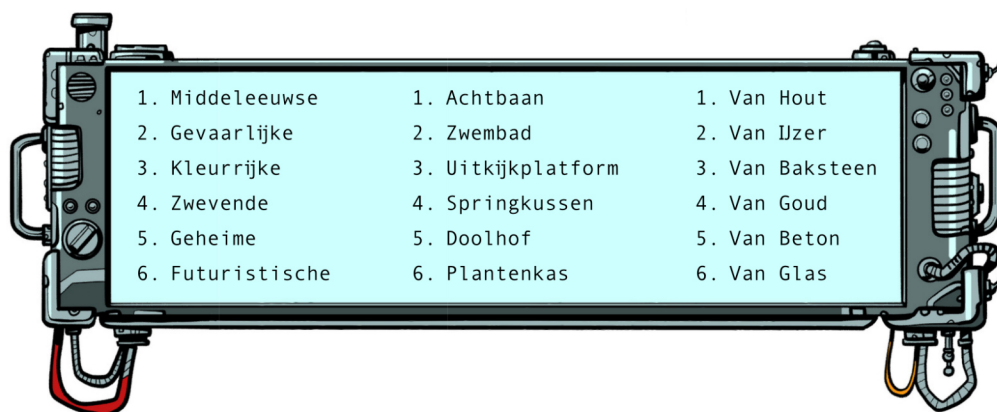 1. Middeleeuwse
2. Gevaarlijke
3. Kleurrijke
4. Zwevende
5. Geheime
6. Futuristische
1. Achtbaan
2. Zwembad
3. Uitkijkplatform
4. Springkussen
5. Doolhof
6. Plantenkas
1. Van Hout
2. Van IJzer
3. Van Baksteen
4. Van Goud
5. Van Beton
6. Van Glas